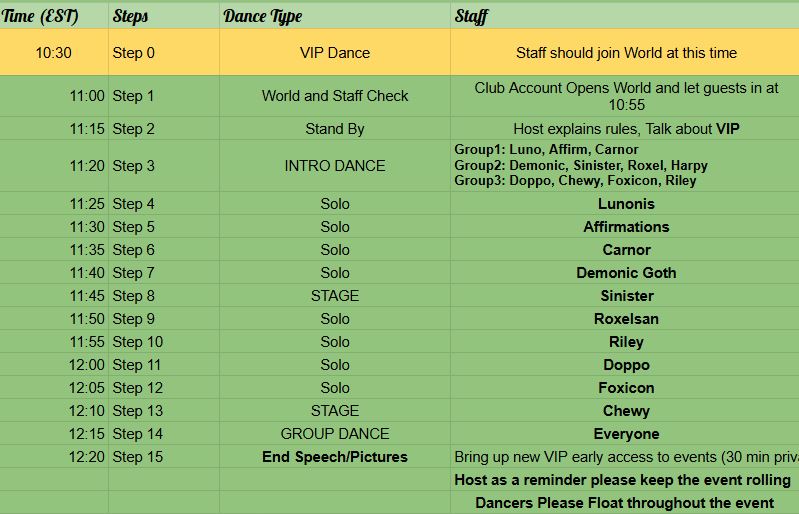 Time (EST) Steps Dance Type Staff
10:30 Step 0 VIP Dance Staff should join World at this time
11:00 Step 1 World and Staff Check Club Account Opens World and let guests in at
10:55
11:15 Step 2 Stand By Host explains rules, Talk about VIP
11:20 Step 3 INTRO DANCE Group1: Luno, Affirm, Carnor
Group2: Demonic, Sinister, Roxel, Harpy
Group3: Doppo, Chewy, Foxicon, Riley
11:25 Step 4 Solo Lunonis
11:30 Step 5 Solo Affirmations
11:35 Step 6 Solo Carnor
11:40 Step 7 Solo Demonic Goth
11:45 Step 8 STAGE Sinister
11:50 Step 9 Solo Roxelsan
11:55 Step 10 Solo Riley
12:00 Step 11 Solo Doppo
12:05 Step 12 Solo Foxicon
12:10 Step 13 STAGE Chewy
12:15 Step 14 GROUP DANCE Everyone
12:20 Step 15 End Speech/Pictures Bring up new VIP early access to events (30 min priva
Host as a reminder please keep the event rolling
Dancers Please Float throughout the event